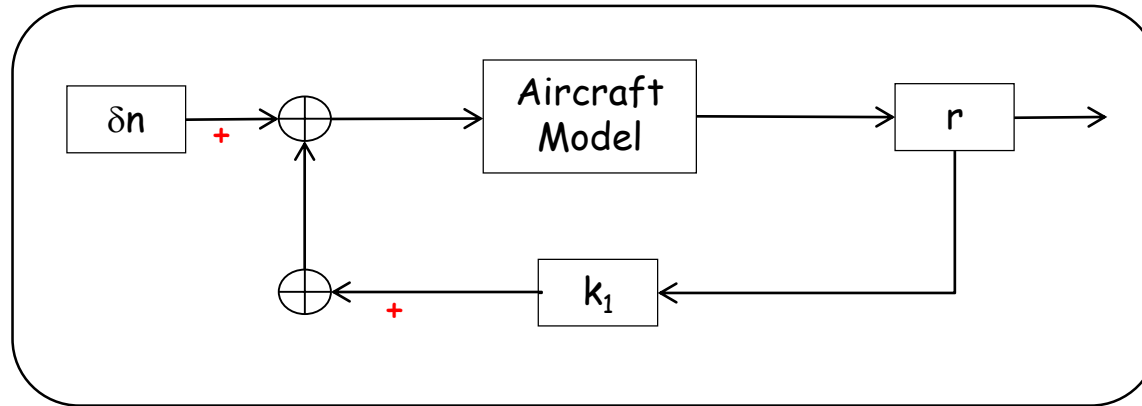 δn
+
Aircraft
Model
r
k₁
+